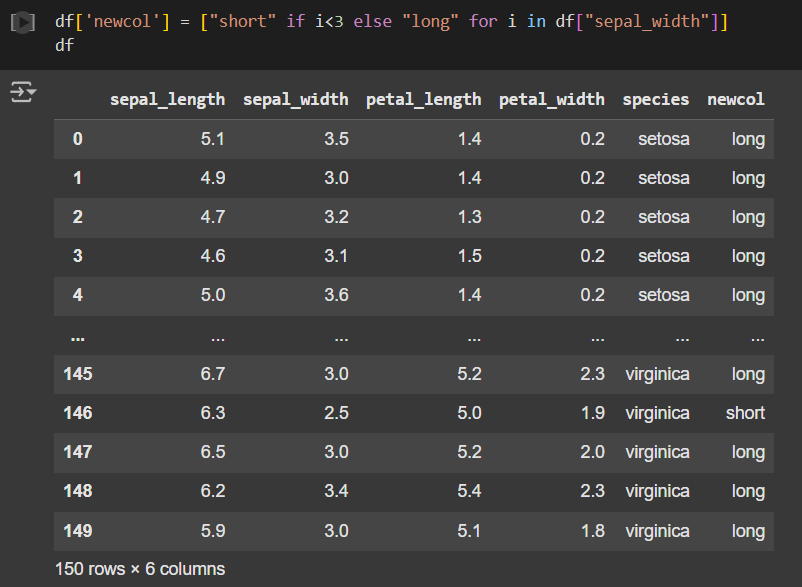 df['newcol'] = ["short" if i<3 else "long" for i in df["sepal_width"]]
df
sepal_length sepal_width petal_length petal_width species newcol
0 5.1 3.5 1.4 0.2 setosa long
1 4.9 3.0 1.4 0.2 setosa long
2 4.7 3.2 1.3 0.2 setosa long
3 4.6 3.1 1.5 0.2 setosa long
4 5.0 3.6 1.4 0.2 setosa long
... ... ... ... ... ... ...
145 6.7 3.0 5.2 2.3 virginica long
146 6.3 2.5 5.0 1.9 virginica short
147 6.5 3.0 5.2 2.0 virginica long
148 6.2 3.4 5.4 2.3 virginica long
149 5.9 3.0 5.1 1.8 virginica long
150 rows × 6 columns